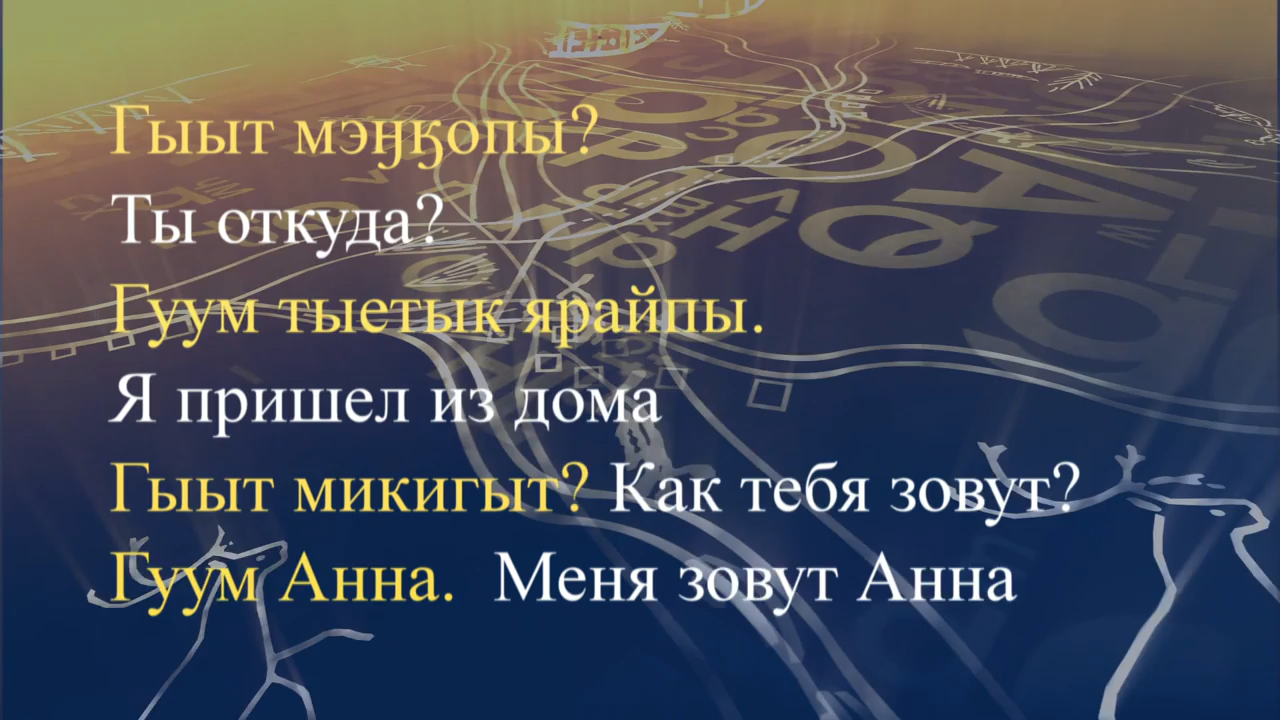 Гыыт мэӈӄопы?
Ты откуда?
Гуум тыетык ярайпы.
Я пришел из дома
Гыыт микигыт? Как тебя зовут?
Гуум Анна. Меня зовут Анна